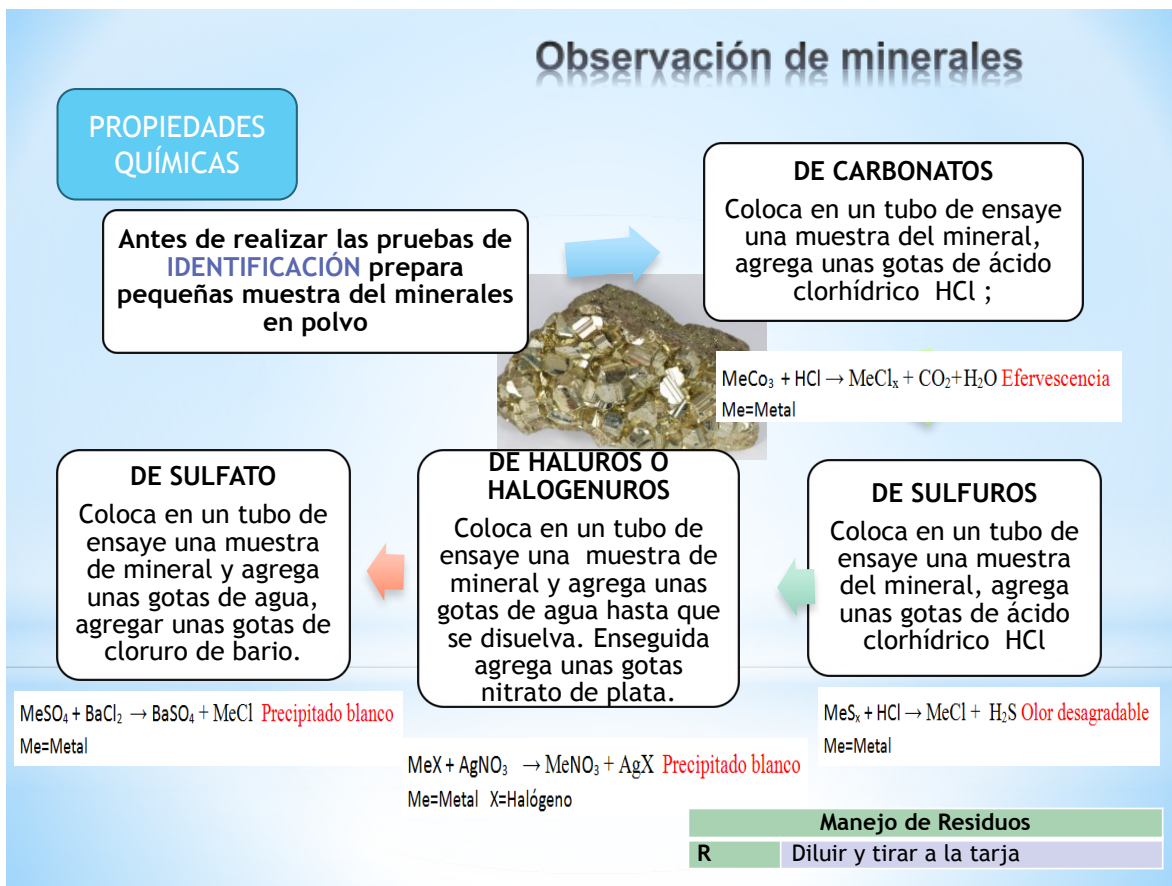 Observación de minerales
PROPIEDADES
QUÍMICAS
Antes de realizar las pruebas de
IDENTIFICACIÓN prepara
pequeñas muestra del minerales
en polvo
DE CARBONATOS
Coloca en un tubo de ensaye
una muestra del mineral,
agrega unas gotas de ácido
clorhídrico HCl ;
MeCo₃ + HCl → MeClₓ + CO₂+H₂O Efervescencia
Me=Metal
DE SULFUROS
Coloca en un tubo de
ensaye una muestra
del mineral, agrega
unas gotas de ácido
clorhídrico HCl
MeSₓ + HCl → MeCl + H₂S Olor desagradable
Me=Metal
DE HALUROS O
HALOGENUROS
Coloca en un tubo de
ensaye una muestra de
mineral y agrega unas
gotas de agua hasta que
se disuelva. Enseguida
agrega unas gotas
nitrato de plata.
MeX + AgNO₃ → MeNO₃ + AgX Precipitado blanco
Me=Metal X=Halógeno
DE SULFATO
Coloca en un tubo de
ensaye una muestra
de mineral y agrega
unas gotas de agua,
agregar unas gotas de
cloruro de bario.
MeSO₄ + BaCl₂ → BaSO₄ + MeCl Precipitado blanco
Me=Metal
Manejo de Residuos
R Diluir y tirar a la tarja